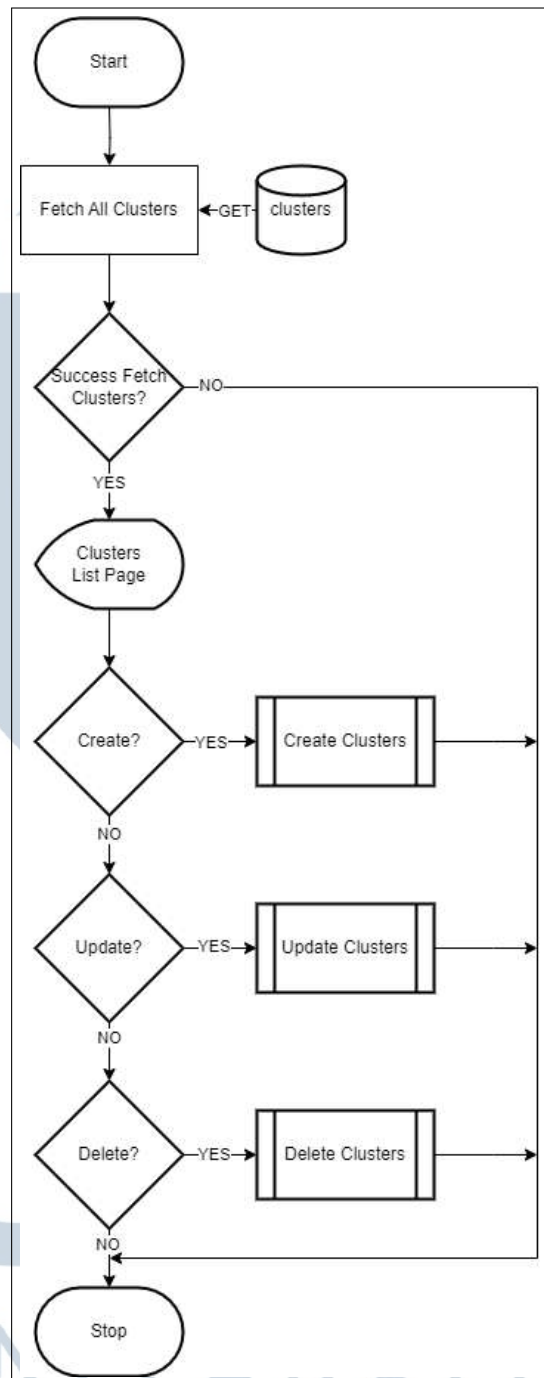 Start
Fetch All Clusters
GET
clusters
Success Fetch
Clusters?
NO
YES
Clusters
List Page
Create?
YES
Create Clusters
NO
Update?
YES
Update Clusters
NO
Delete?
YES
Delete Clusters
NO
Stop